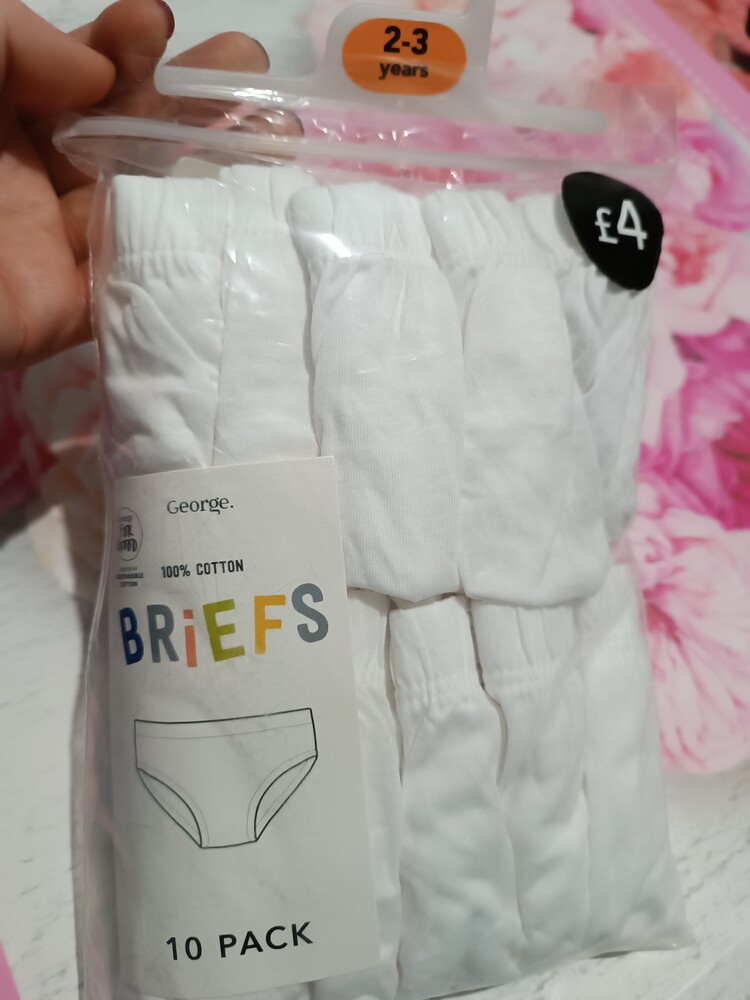 2-3
years
£4
George.
100% COTTON
BRiEFS
10 PACK